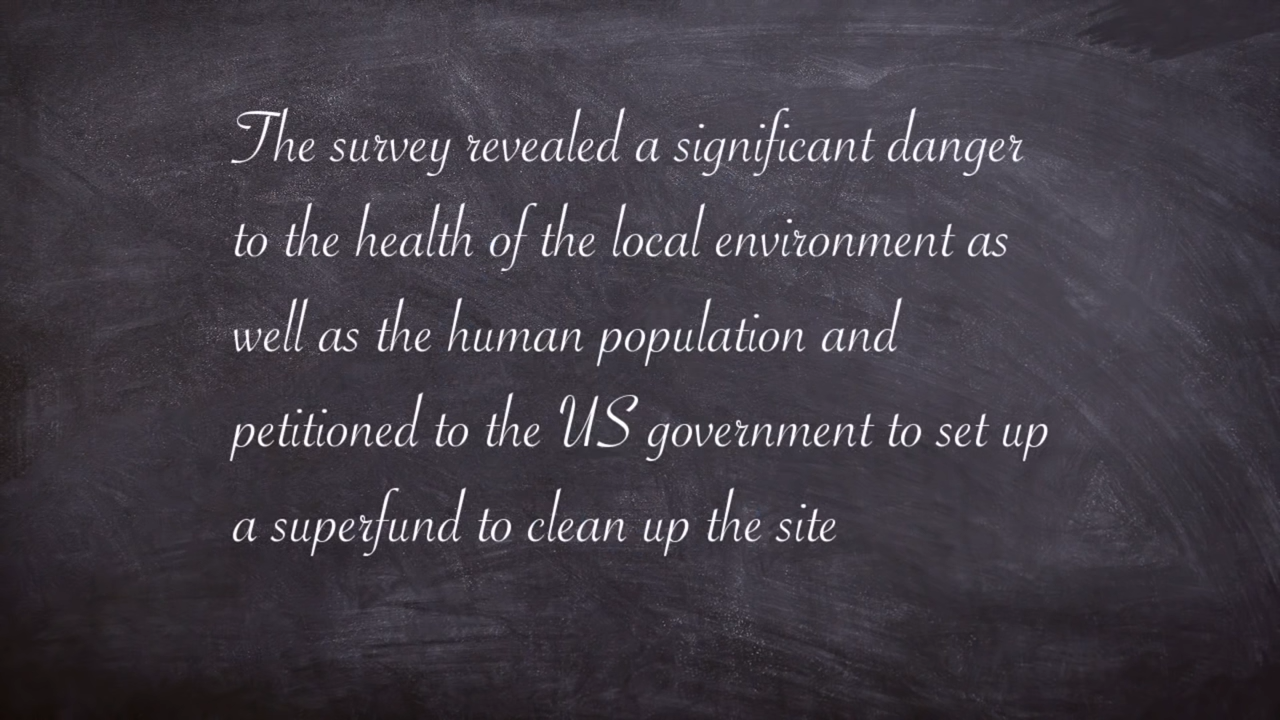 The survey revealed a significant danger
to the health of the local environment as
well as the human population and
petitioned to the US government to set up
a superfund to clean up the site